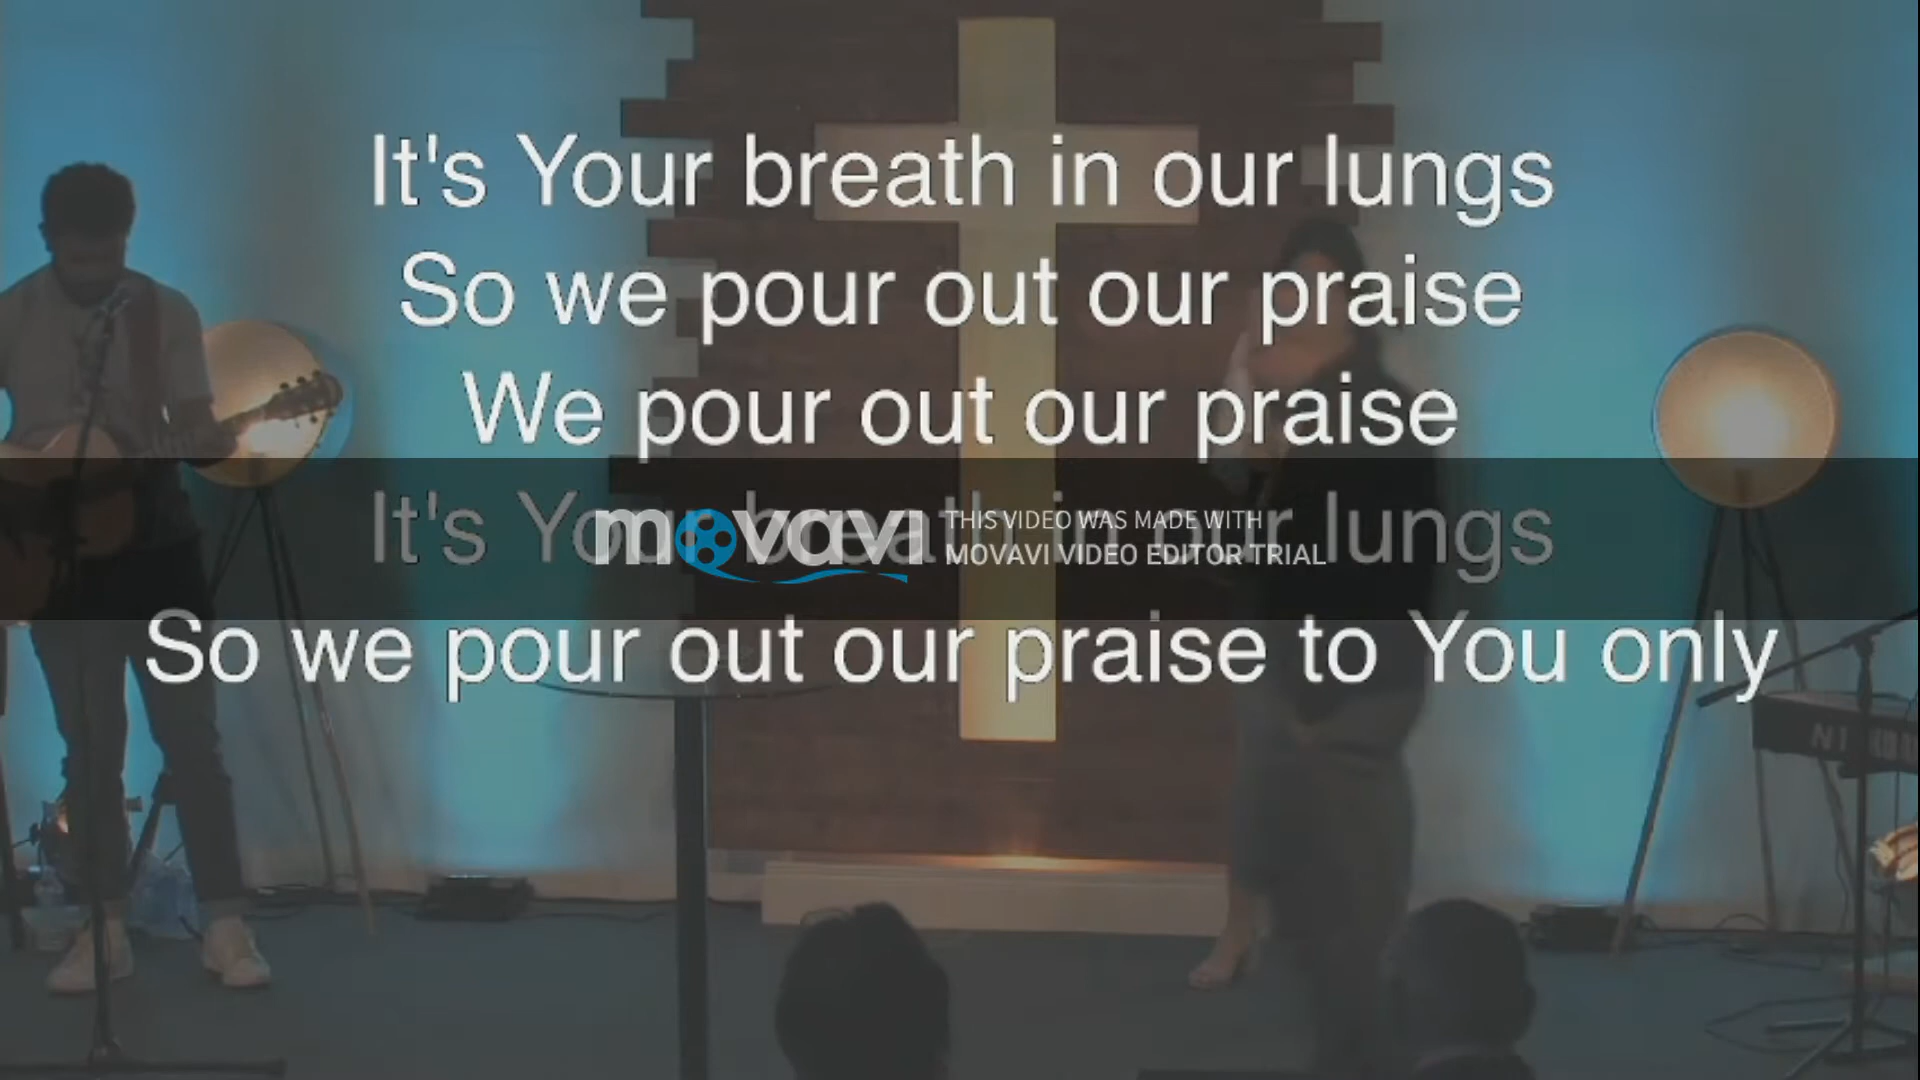 It's Your breath in our lungs
So we pour out our praise
We pour out our praise
It's Your breath in our lungs
movavi
THIS VIDEO WAS MADE WITH
MOVAVI VIDEO EDITOR TRIAL
So we pour out our praise to You only